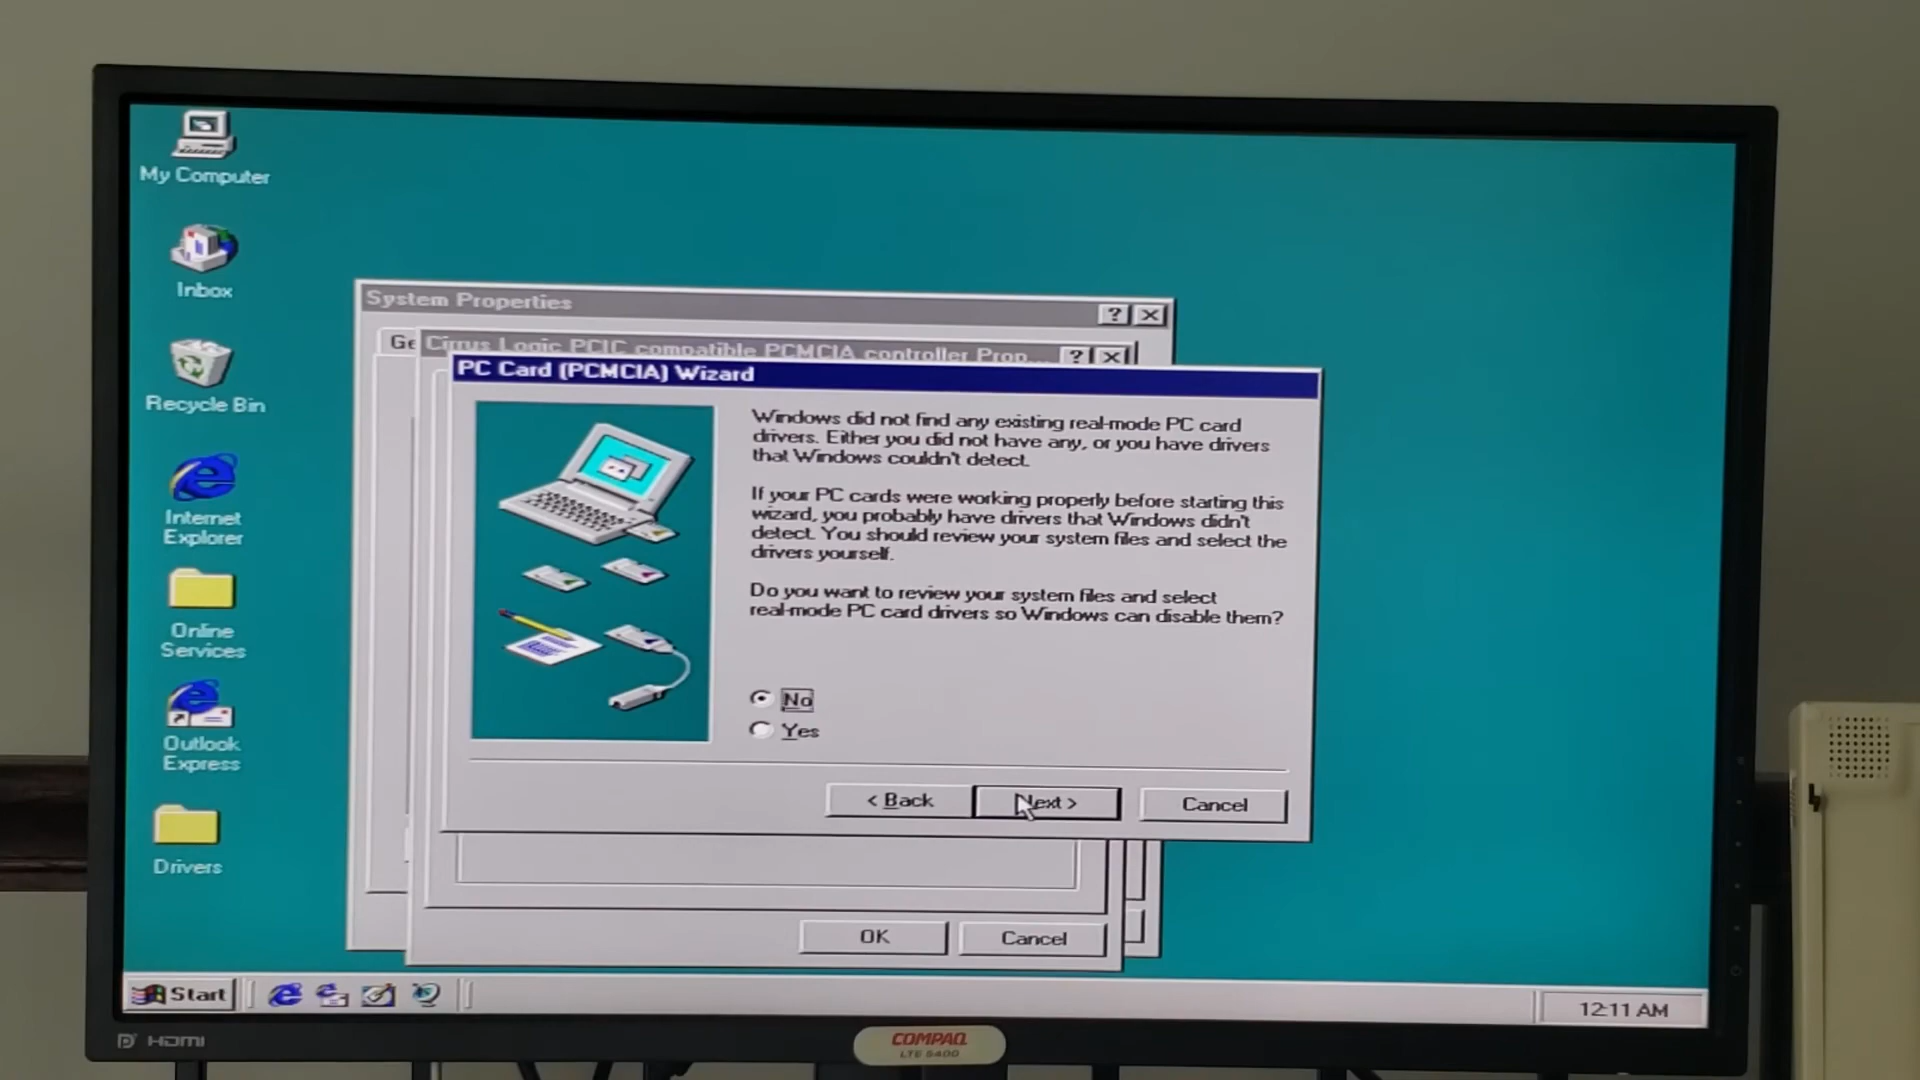 My Computer
Inbox
Recycle Bin
Internet
Explorer
Online
Services
Outlook
Express
Drivers
System Properties
Ge
Cirrus Logic PCIC compatible PCMCIA controller Prop...
PC Card (PCMCIA) Wizard
Windows did not find any existing real-mode PC card
drivers. Either you did not have any, or you have drivers
that Windows couldn't detect.
If your PC cards were working properly before starting this
wizard, you probably have drivers that Windows didn't
detect. You should review your system files and select the
drivers yourself.
Do you want to review your system files and select
real-mode PC card drivers so Windows can disable them?
No
Yes
< Back
Next >
Cancel
OK
Cancel
Start
12:11 AM
HDMI
COMPAQ
LTE 5400